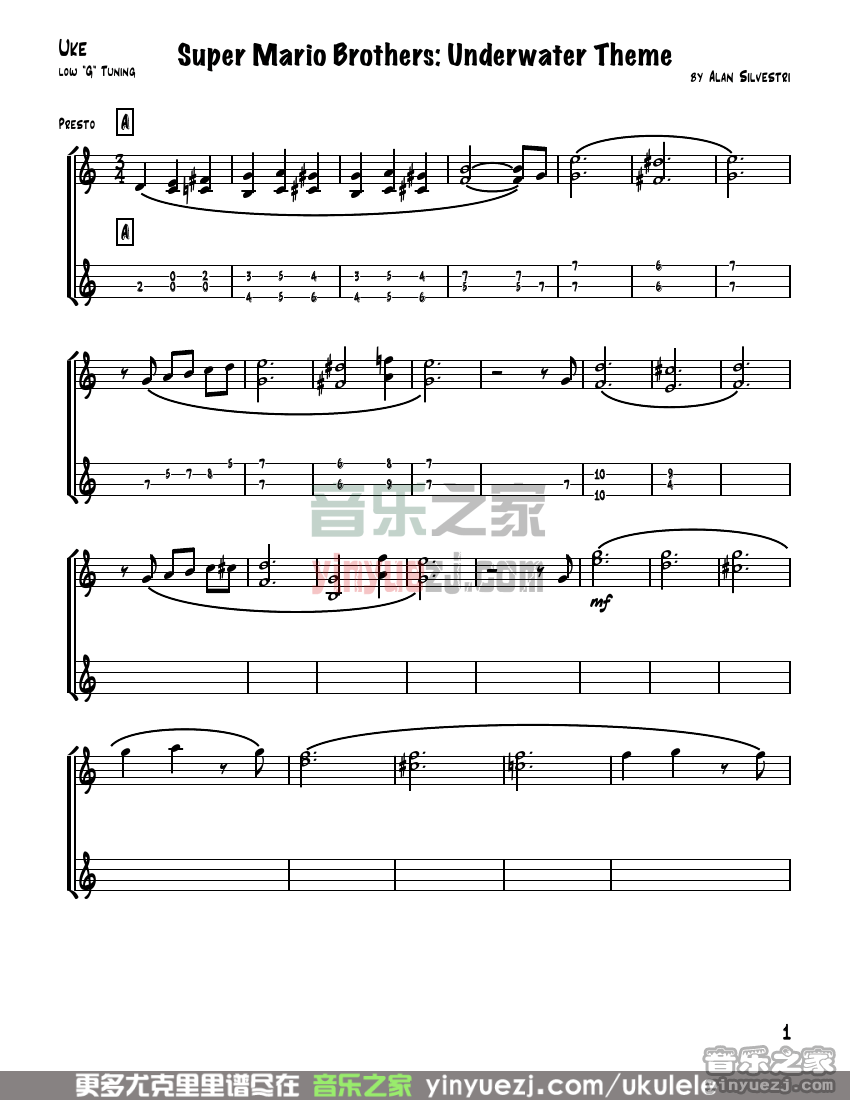 UKE
LOW "G" TUNING
Super Mario Brothers: Underwater Theme
BY ALAN SILVESTRI
PRESTO
A
3
4
A
0 2 3 5 4 3 5 4 7 7 7 6 7
2 0 0 4 5 6 4 5 6 5 5 7 7 6 7
5 7 6 8 7
5 7 8 10 9
7 7 6 9 7 7 4
10
音乐之家
yinyuezj.com
mf
1
音乐之家
更多尤克里里谱尽在 音乐之家 yinyuezj.com/ukulele
yinyuezj.com